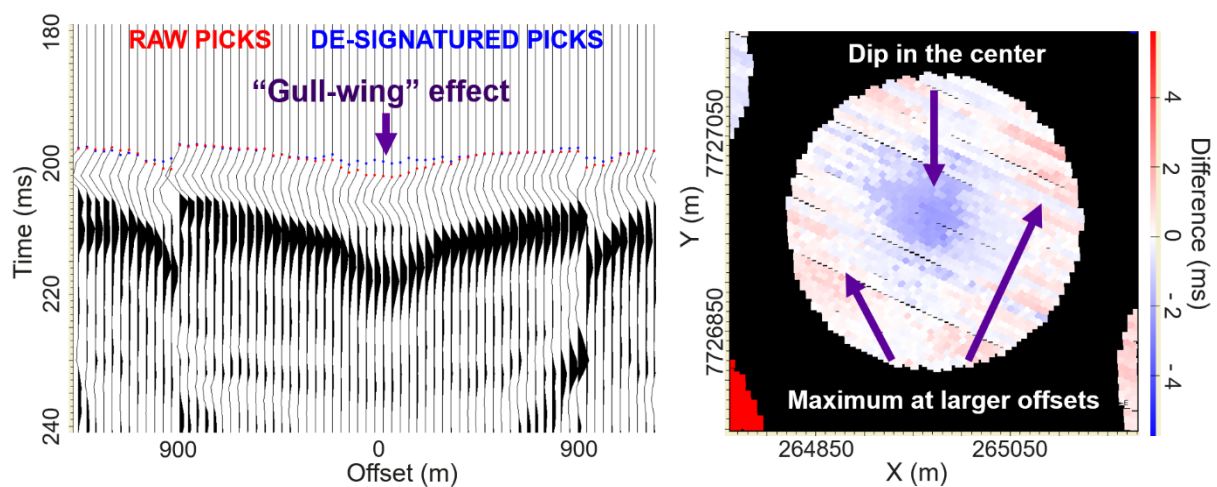 RAW PICKS DE-SIGNATURED PICKS
“Gull-wing” effect
Time (ms)
180
200
220
240
900 0 900
Offset (m)
Dip in the center
Maximum at larger offsets
Y (m)
7727050
7726850
264850 265050
X (m)
4
2
0
-2
-4
Difference (ms)